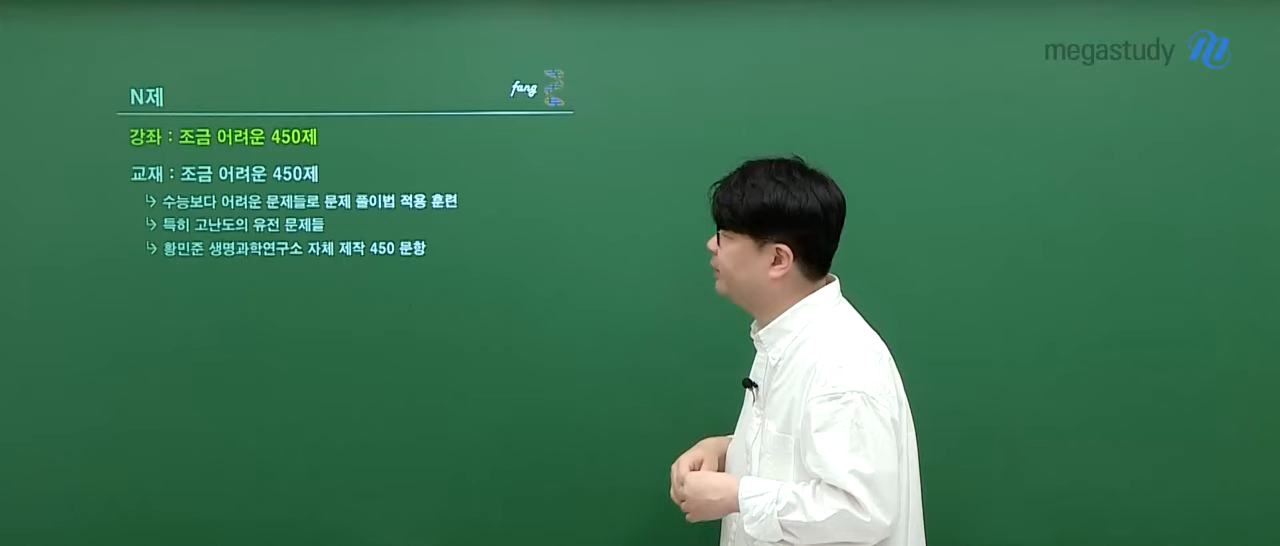 megastudy
N제
fang
강좌 : 조금 어려운 450제
교재 : 조금 어려운 450제
↳ 수능보다 어려운 문제들로 문제 풀이법 적용 훈련
↳ 특히 고난도의 유전 문제들
↳ 황민준 생명과학연구소 자체 제작 450 문항